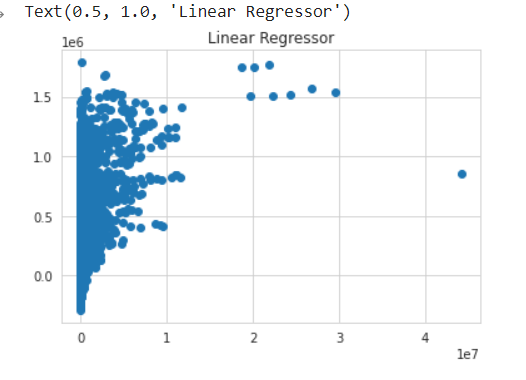 Text(0.5, 1.0, 'Linear Regressor')
Linear Regressor
1e6
1.5
1.0
0.5
0.0
0 1 2 3 4
1e7